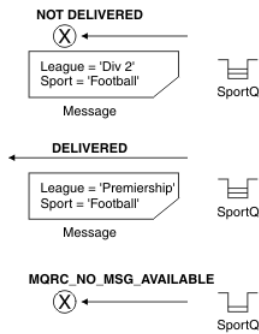 NOT DELIVERED
X
League = 'Div 2'
Sport = 'Football'
SportQ
Message
DELIVERED
League = 'Premiership'
Sport = 'Football'
SportQ
Message
MQRC_NO_MSG_AVAILABLE
X
SportQ